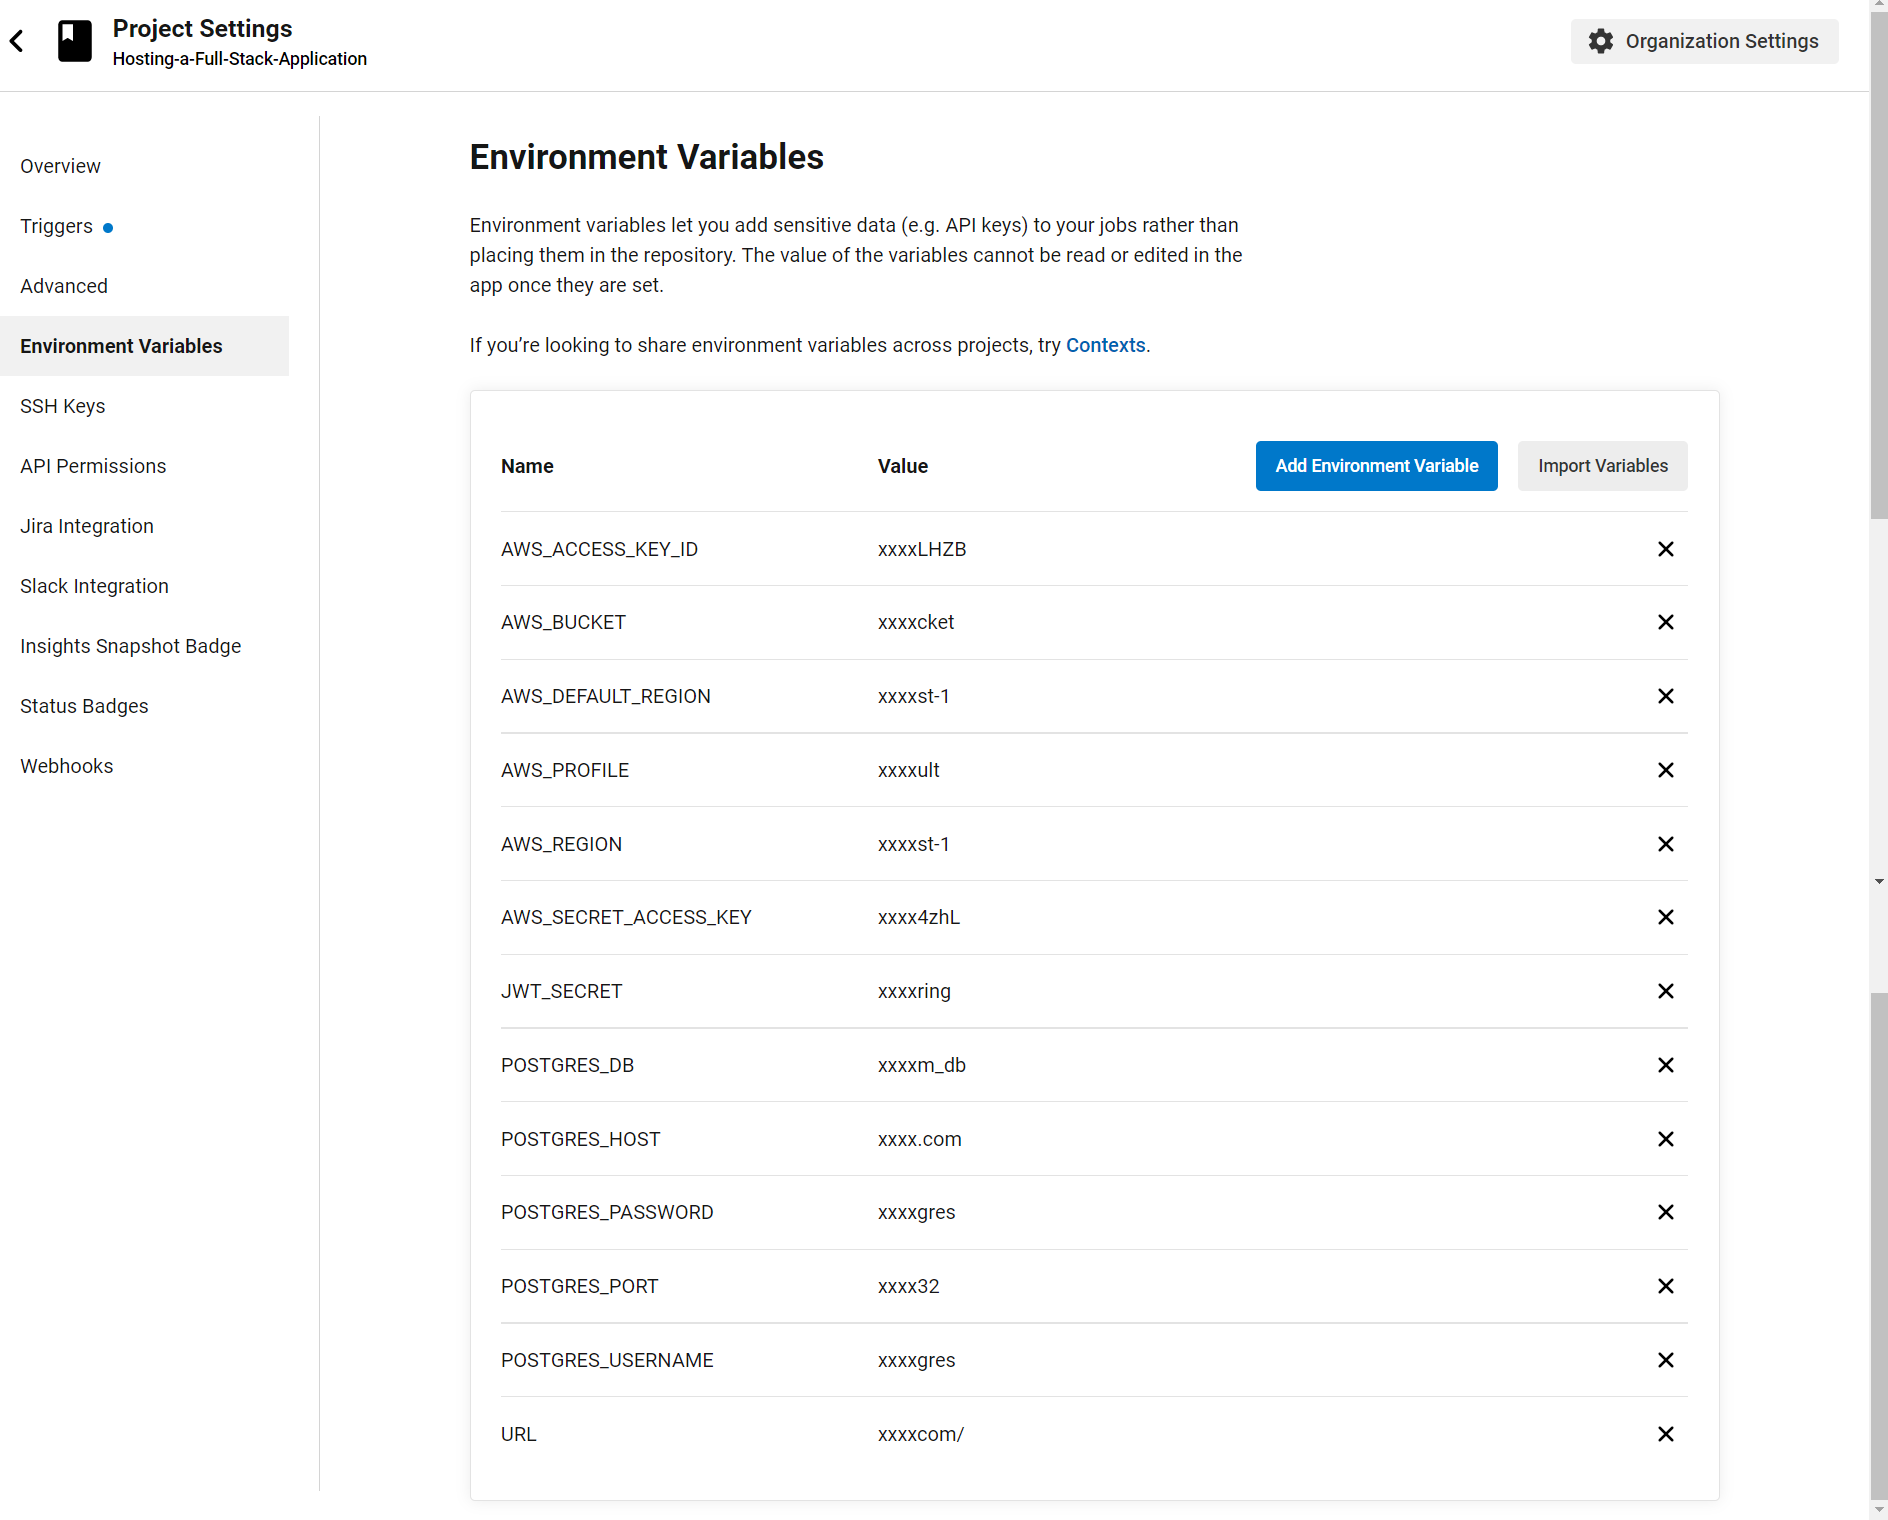 Project Settings
Hosting-a-Full-Stack-Application
Organization Settings
Overview
Triggers
Advanced
Environment Variables
SSH Keys
API Permissions
Jira Integration
Slack Integration
Insights Snapshot Badge
Status Badges
Webhooks
Environment Variables
Environment variables let you add sensitive data (e.g. API keys) to your jobs rather than
placing them in the repository. The value of the variables cannot be read or edited in the
app once they are set.
If you’re looking to share environment variables across projects, try Contexts.
Name Value Add Environment Variable Import Variables
AWS_ACCESS_KEY_ID xxxxLHZB
AWS_BUCKET xxxxcket
AWS_DEFAULT_REGION xxxxst-1
AWS_PROFILE xxxxult
AWS_REGION xxxxst-1
AWS_SECRET_ACCESS_KEY xxxx4zhL
JWT_SECRET xxxxring
POSTGRES_DB xxxxm_db
POSTGRES_HOST xxxx.com
POSTGRES_PASSWORD xxxxgres
POSTGRES_PORT xxxx32
POSTGRES_USERNAME xxxxgres
URL xxxxcom/